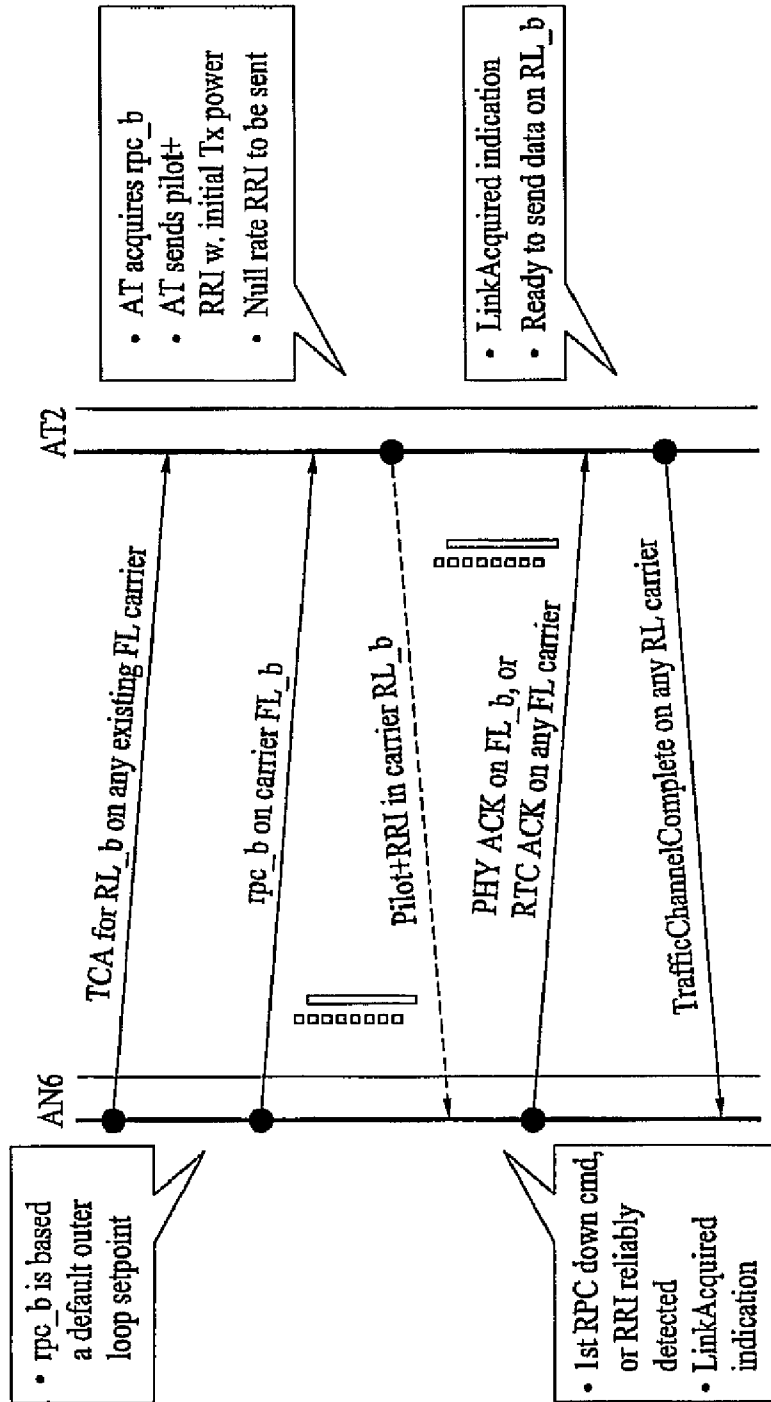 AN6
AT2
• rpc_b is based
a default outer
loop setpoint
TCA for RL_b on any existing FL carrier
rpc_b on carrier FL_b
• AT acquires rpc_b
• AT sends pilot+
RRI w. initial Tx power
• Null rate RRI to be sent
Pilot+RRI in carrier RL_b
• 1st RPC down cmd,
or RRI reliably
detected
• LinkAcquired
indication
PHY ACK on FL_b, or
RTC ACK on any FL carrier
• LinkAcquired indication
• Ready to send data on RL_b
TrafficChannelComplete on any RL carrier